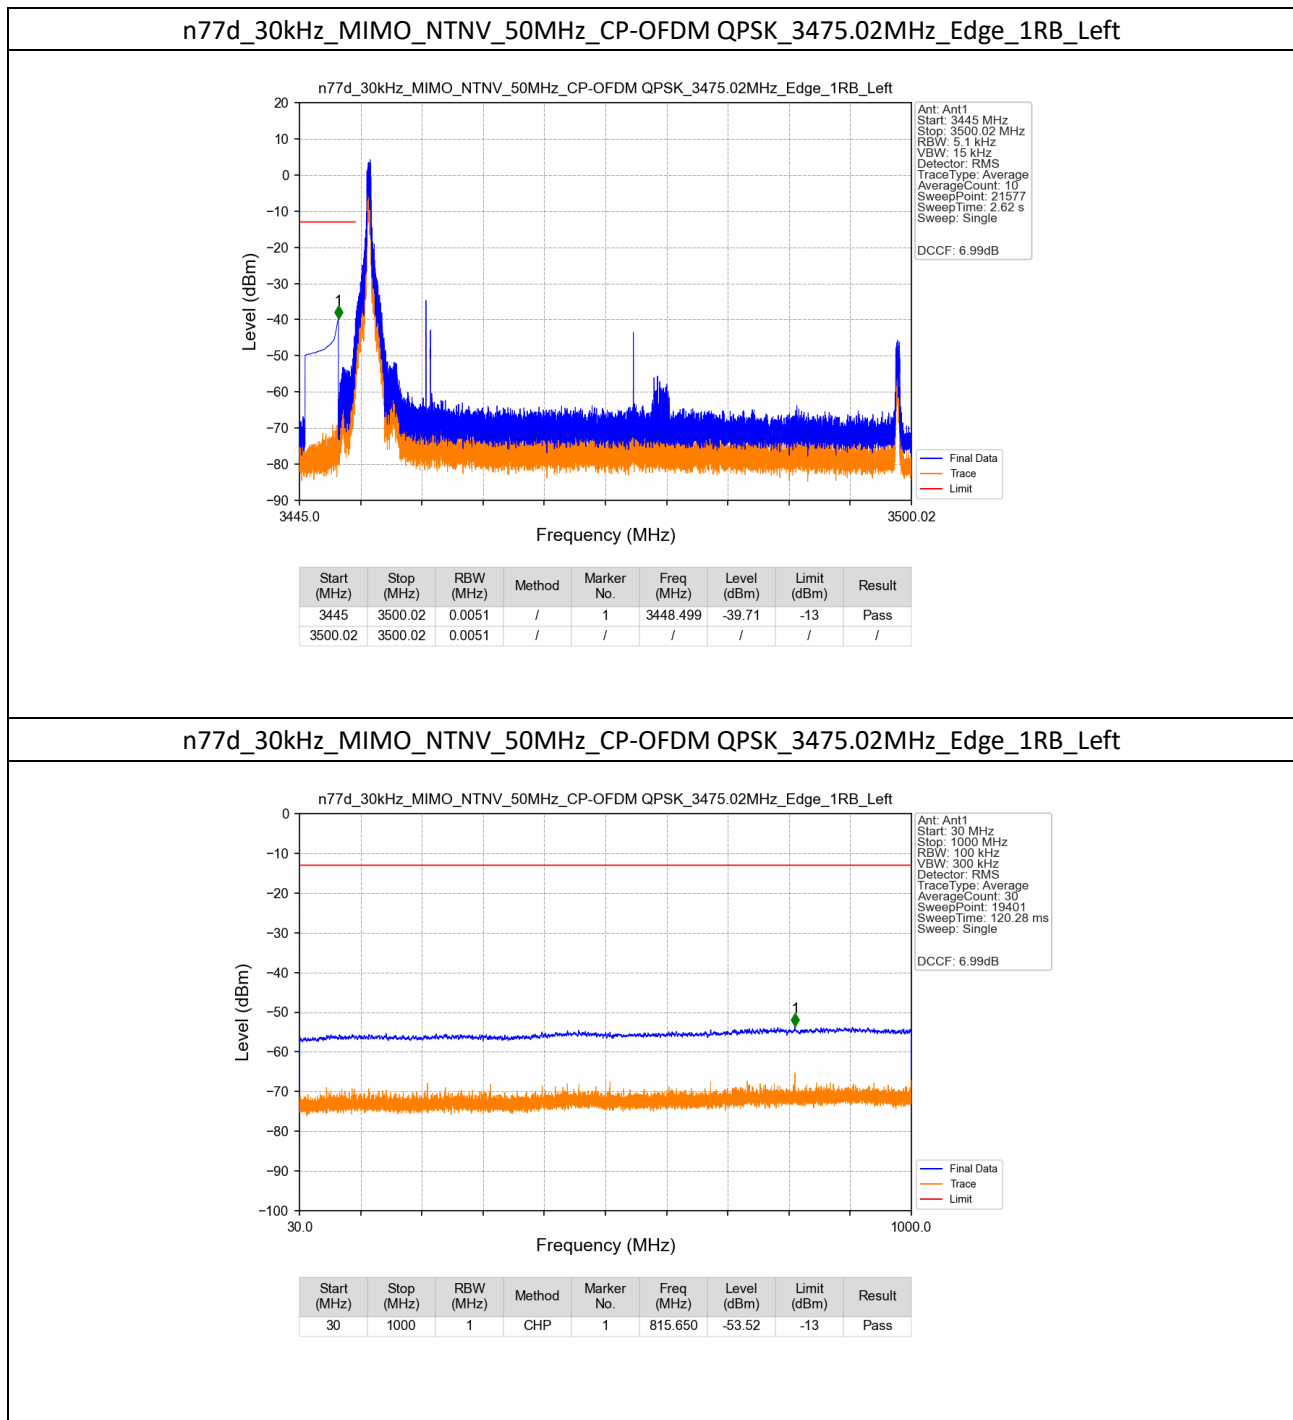 n77d_30kHz_MIMO_NTNV_50MHz_CP-OFDM QPSK_3475.02MHz_Edge_1RB_Left
n77d_30kHz_MIMO_NTNV_50MHz_CP-OFDM QPSK_3475.02MHz_Edge_1RB_Left
20
10
0
−10
−20
−30
−40
−50
−60
−70
−80
−90
Level (dBm)
1
3445.0
3500.02
Frequency (MHz)
Ant: Ant1
Start: 3445 MHz
Stop: 3500.02 MHz
RBW: 5.1 kHz
VBW: 15 kHz
Detector: RMS
TraceType: Average
AverageCount: 10
SweepPoint: 21577
SweepTime: 2.62 s
Sweep: Single
DCCF: 6.99dB
Final Data
Trace
Limit
Start (MHz) Stop (MHz) RBW (MHz) Method Marker No. Freq (MHz) Level (dBm) Limit (dBm) Result
3445 3500.02 0.0051 / 1 3448.499 -39.71 -13 Pass
3500.02 3500.02 0.0051 / / / / / /
n77d_30kHz_MIMO_NTNV_50MHz_CP-OFDM QPSK_3475.02MHz_Edge_1RB_Left
n77d_30kHz_MIMO_NTNV_50MHz_CP-OFDM QPSK_3475.02MHz_Edge_1RB_Left
0
−10
−20
−30
−40
−50
−60
−70
−80
−90
−100
Level (dBm)
1
30.0
1000.0
Frequency (MHz)
Ant: Ant1
Start: 30 MHz
Stop: 1000 MHz
RBW: 100 kHz
VBW: 300 kHz
Detector: RMS
TraceType: Average
AverageCount: 30
SweepPoint: 19401
SweepTime: 120.28 ms
Sweep: Single
DCCF: 6.99dB
Final Data
Trace
Limit
Start (MHz) Stop (MHz) RBW (MHz) Method Marker No. Freq (MHz) Level (dBm) Limit (dBm) Result
30 1000 1 CHP 1 815.650 -53.52 -13 Pass